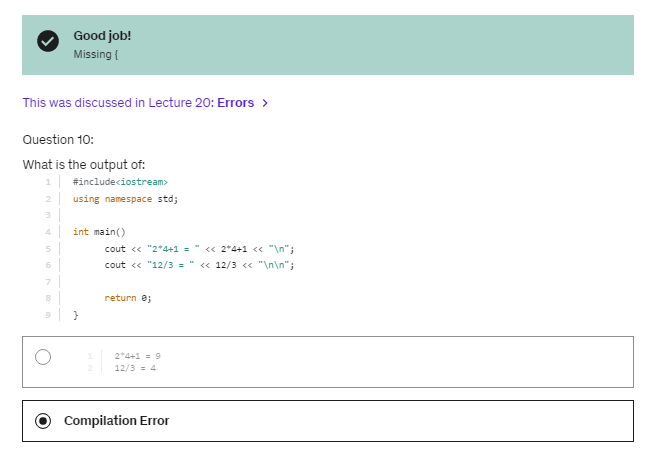 Good job!
Missing {
This was discussed in Lecture 20: Errors >
Question 10:
What is the output of:
1 #include<iostream>
2 using namespace std;
3
4 int main()
5 cout << "2*4+1 = " << 2*4+1 << "\n";
6 cout << "12/3 = " << 12/3 << "\n\n";
7
8 return 0;
9 }
1 2*4+1 = 9
2 12/3 = 4
Compilation Error